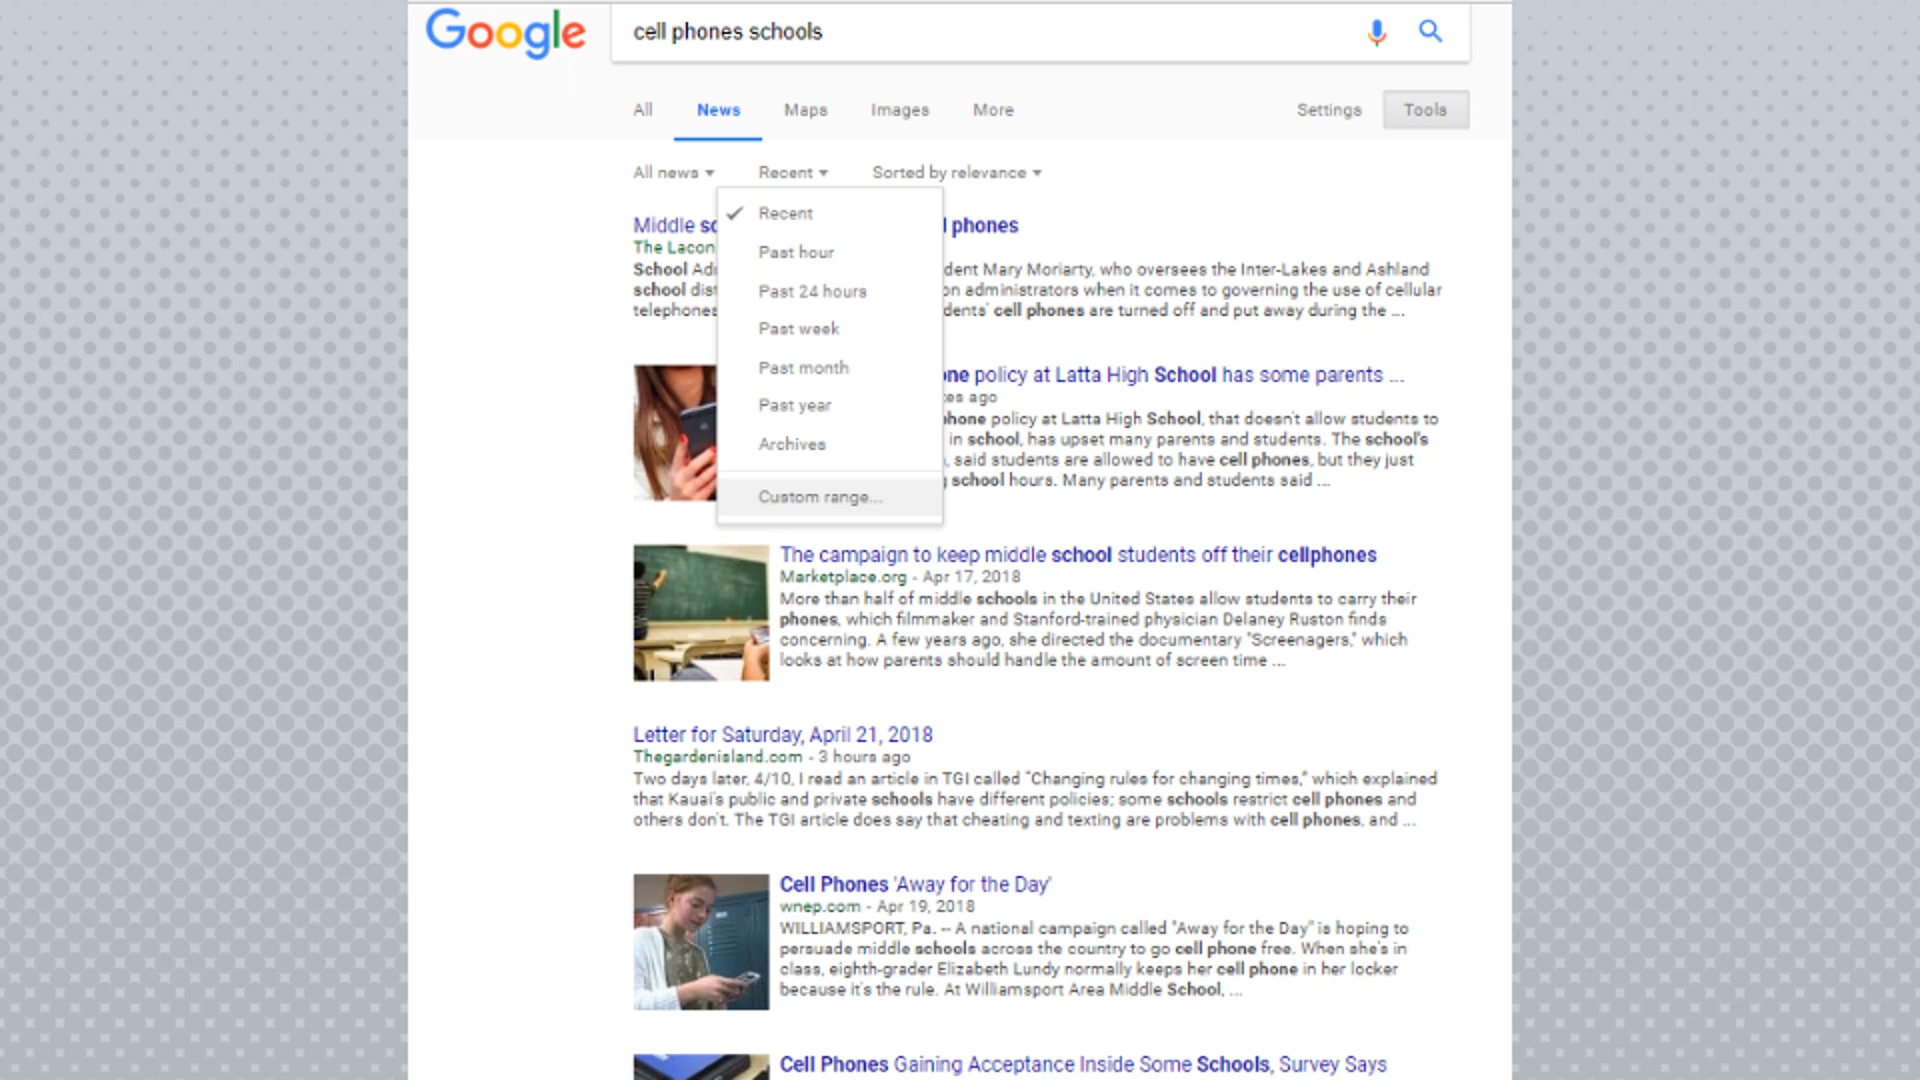 Google
cell phones schools
All News Maps Images More Settings Tools
All news Recent Sorted by relevance
Recent
Past hour
Past 24 hours
Past week
Past month
Past year
Archives
Custom range...
Middle phones
The Lacon
School dent Mary Moriarty, who oversees the Inter-Lakes and Ashland
school administrators when it comes to governing the use of cellular
telephones cell phones are turned off and put away during the ...
policy at Latta High School has some parents ...
ago
policy at Latta High School, that doesn't allow students to
in school, has upset many parents and students. The school's
said students are allowed to have cell phones, but they just
school hours. Many parents and students said ...
The campaign to keep middle school students off their cellphones
Marketplace.org - Apr 17, 2018
More than half of middle schools in the United States allow students to carry their
phones, which filmmaker and Stanford-trained physician Delaney Ruston finds
concerning. A few years ago, she directed the documentary "Screenagers," which
looks at how parents should handle the amount of screen time ...
Letter for Saturday, April 21, 2018
Thegardenisland.com - 3 hours ago
Two days later, 4/10, I read an article in TGI called "Changing rules for changing times," which explained
that Kauai's public and private schools have different policies; some schools restrict cell phones and
others don't. The TGI article does say that cheating and texting are problems with cell phones, and ...
Cell Phones 'Away for the Day'
wnep.com - Apr 19, 2018
WILLIAMSPORT, Pa. -- A national campaign called "Away for the Day" is hoping to
persuade middle schools across the country to go cell phone free. When she's in
class, eighth-grader Elizabeth Lundy normally keeps her cell phone in her locker
because it's the rule. At Williamsport Area Middle School, ...
Cell Phones Gaining Acceptance Inside Some Schools, Survey Says